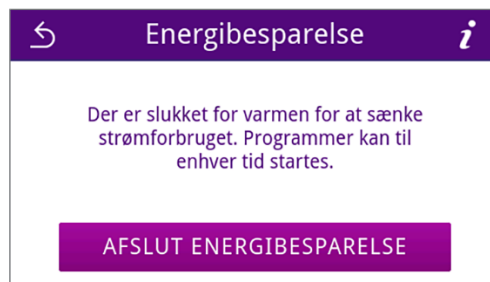 Energibesparelse
i
Der er slukket for varmen for at sænke
strømforbruget. Programmer kan til
enhver tid startes.
AFSLUT ENERGIBESPARELSE